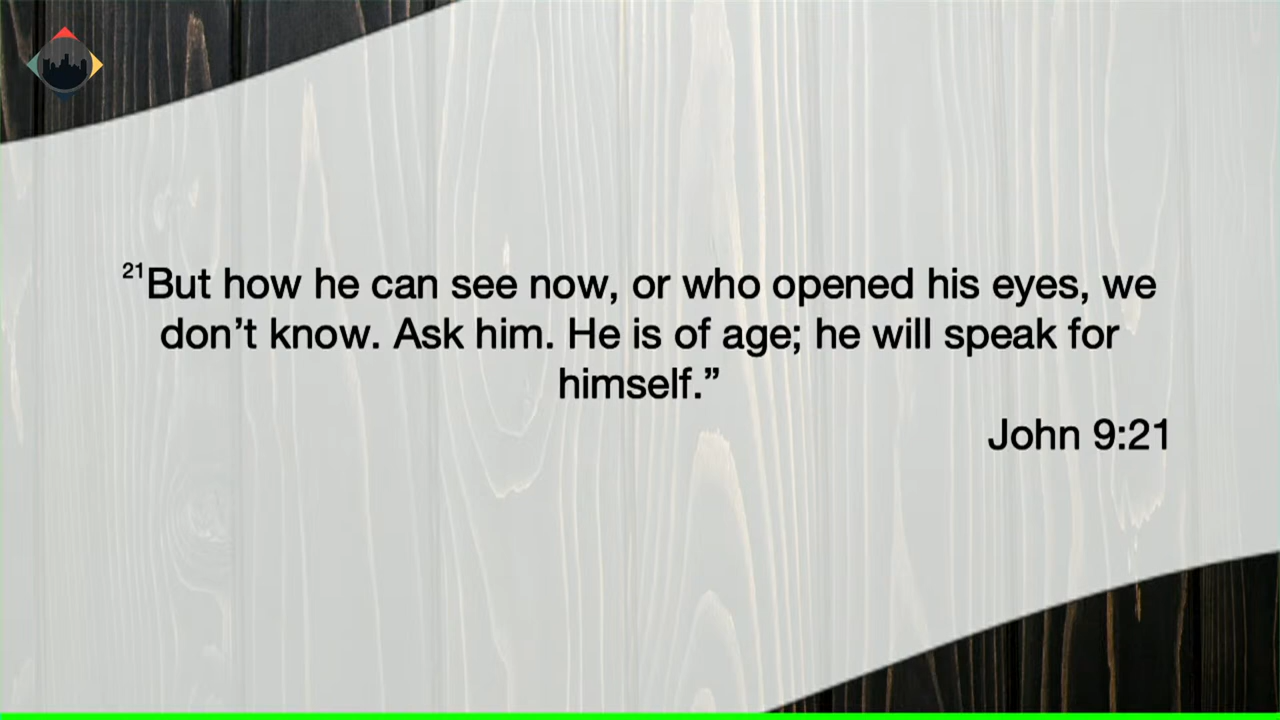 ²¹But how he can see now, or who opened his eyes, we
don’t know. Ask him. He is of age; he will speak for
himself.”
John 9:21